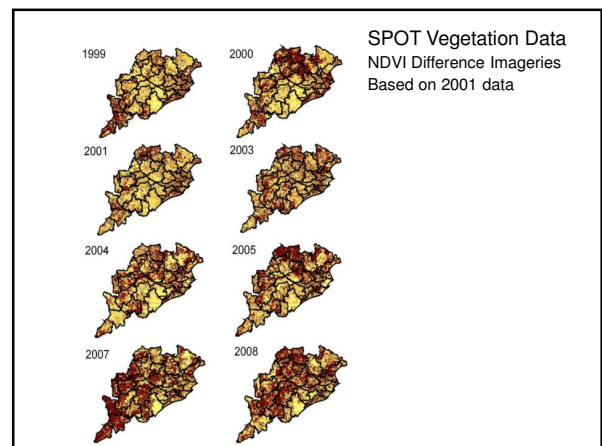 SPOT Vegetation Data
NDVI Difference Imageries
Based on 2001 data
1999
2000
2001
2003
2004
2005
2007
2008